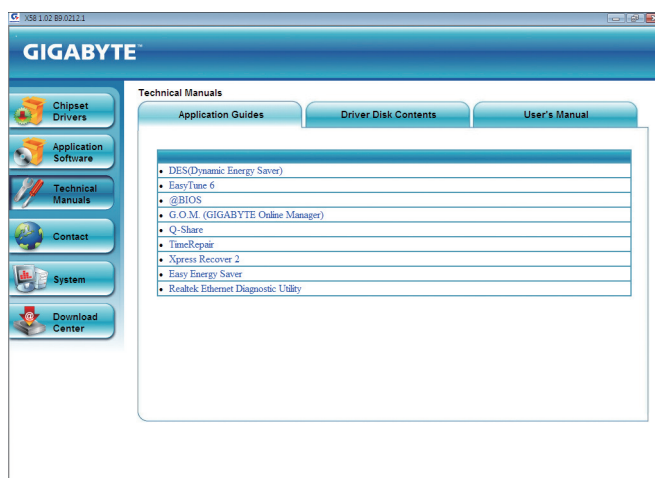 X58 1.02 B9.0212.1
GIGABYTE™
Chipset
Drivers
Application
Software
Technical
Manuals
Contact
System
Download
Center
Technical Manuals
Application Guides
Driver Disk Contents
User's Manual
• DES(Dynamic Energy Saver)
• EasyTune 6
• @BIOS
• G.O.M. (GIGABYTE Online Manager)
• Q-Share
• TimeRepair
• Xpress Recover 2
• Easy Energy Saver
• Realtek Ethernet Diagnostic Utility